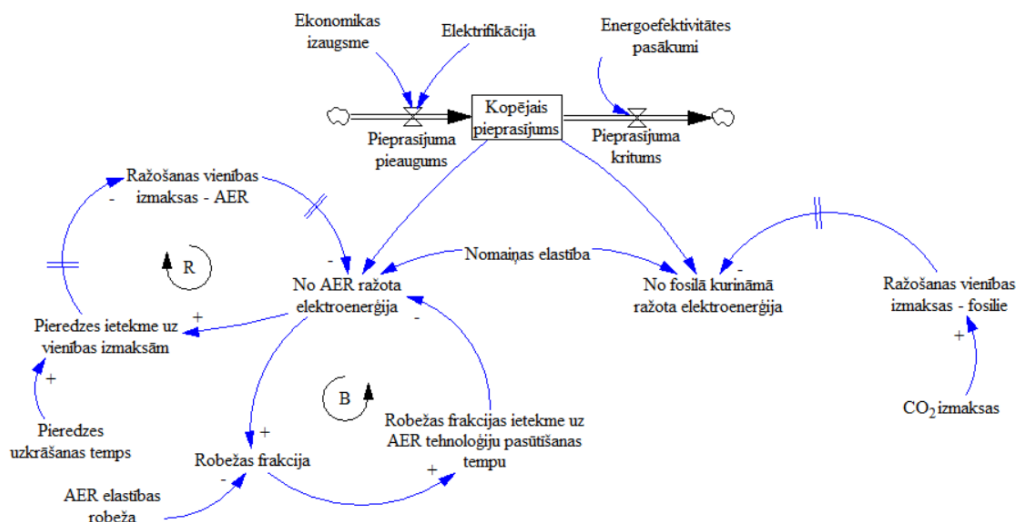 Ekonomikas
izaugsme
Elektrifikācija
Energoefektivitātes
pasākumi
Kopējais
pieprasījums
Pieprasījuma
pieaugums
Pieprasījuma
kritums
Ražošanas vienības
izmaksas - AER
-
-
R
Nomaiņas elastība
No AER ražota
elektroenerģija
-
No fosilā kurināmā
ražota elektroenerģija
-
Ražošanas vienības
izmaksas - fosilie
+
Pieredzes ietekme uz
vienības izmaksām
+
+
Pieredzes
uzkrāšanas temps
B
CO2 izmaksas
Robežas frakcijas ietekme uz
AER tehnoloģiju pasūtīšanas
tempu
+
+
Robežas frakcija
-
AER elastības
robeža